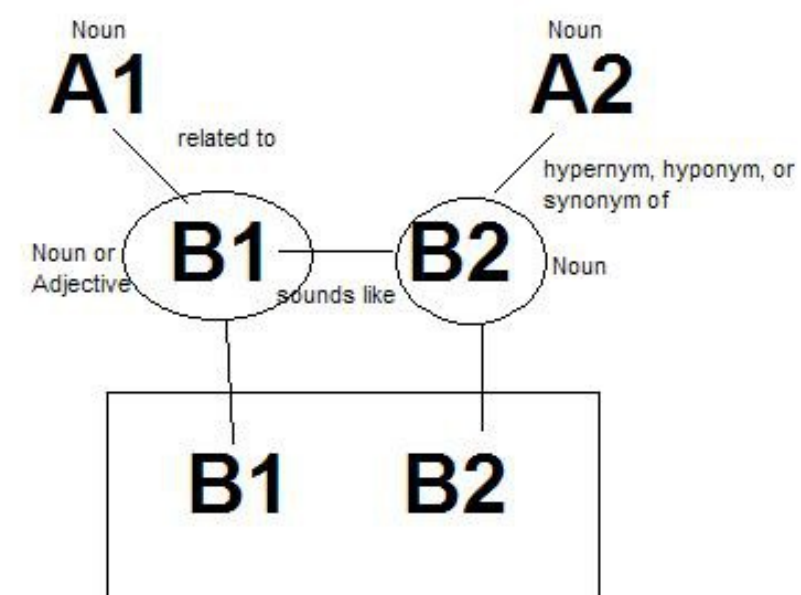 Noun
Noun
A1
A2
related to
hypernym, hyponym, or
synonym of
B1
B2
Noun or
Adjective
Noun
sounds like
B1
B2